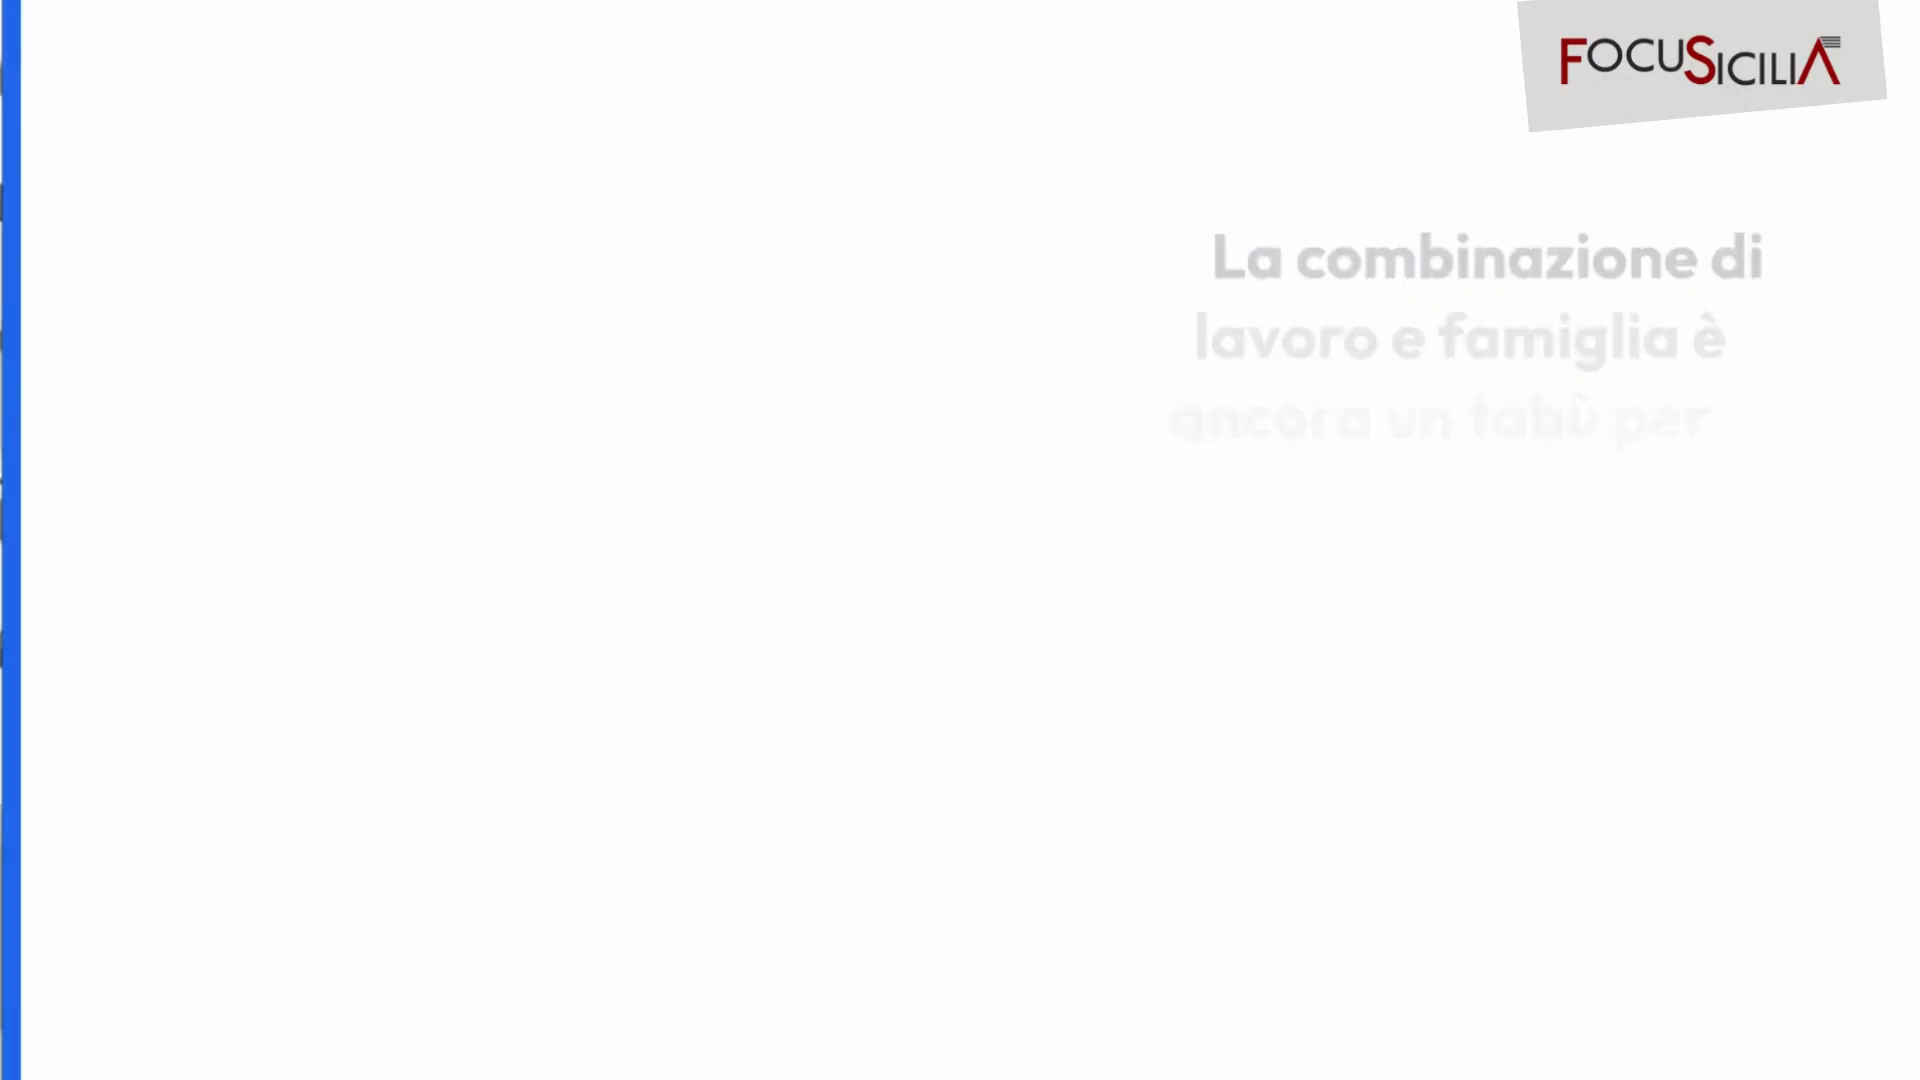 FOCUSICILIA
La combinazione di
lavoro e famiglia è
ancora un tabù per